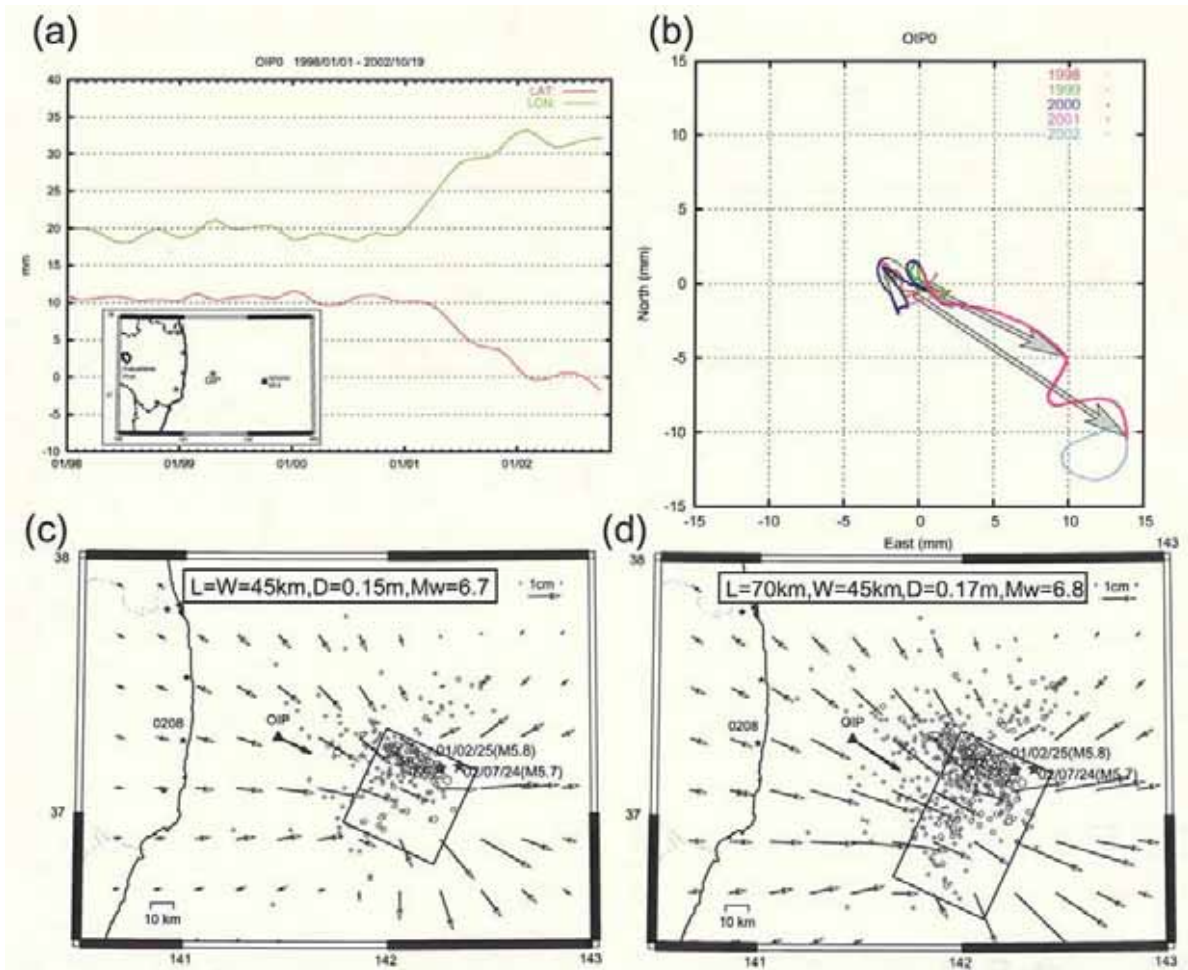 (a)
OIP0 1998/01/01 - 2002/10/19
LAT:
LON:
40
35
30
25
20
15
10
5
0
-5
-10
mm
01/98
01/99
01/00
01/01
01/02
OIP
(b)
OIP0
1998
1999
2000
2001
2002
15
10
5
0
-5
-10
-15
North (mm)
-15
-10
-5
0
5
10
15
East (mm)
(c)
38
37
L=W=45km,D=0.15m,Mw=6.7
1cm
0208
OIP
01/02/25(M5.8)
02/07/24(M5.7)
10 km
141
142
143
(d)
143
38
37
L=70km,W=45km,D=0.17m,Mw=6.8
1cm
0208
OIP
01/02/25(M5.8)
02/07/24(M5.7)
10 km
141
142
143